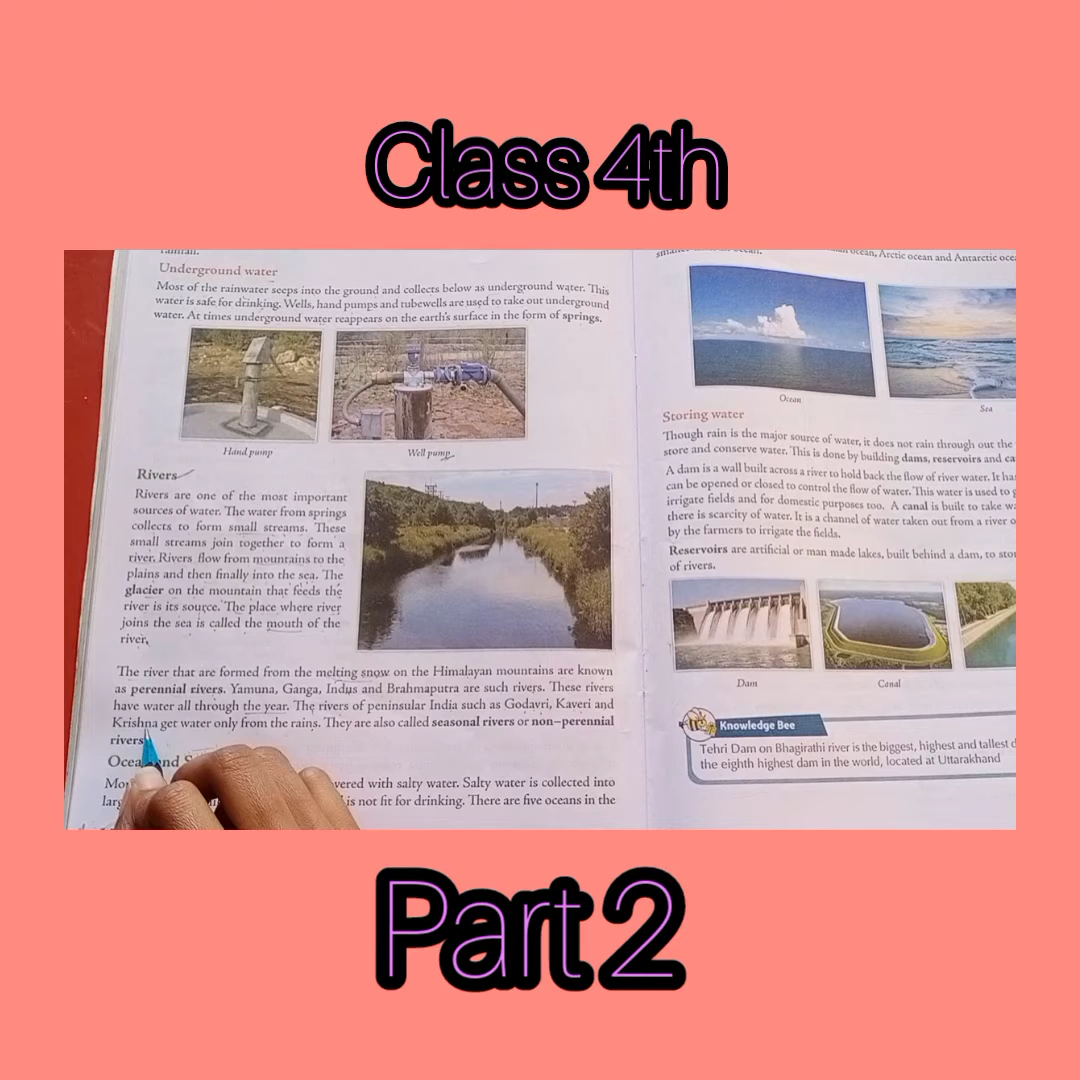 Class 4th
rainfall.
Underground water
Most of the rainwater seeps into the ground and collects below as underground water. This
water is safe for drinking. Wells, hand pumps and tubewells are used to take out underground
water. At times underground water reappears on the earth's surface in the form of springs.
Hand pump
Well pump
Rivers
Rivers are one of the most important
sources of water. The water from springs
collects to form small streams. These
small streams join together to form a
river. Rivers flow from mountains to the
plains and then finally into the sea. The
glacier on the mountain that feeds the
river is its source. The place where river
joins the sea is called the mouth of the
river.
The river that are formed from the melting snow on the Himalayan mountains are known
as perennial rivers. Yamuna, Ganga, Indus and Brahmaputra are such rivers. These rivers
have water all through the year. The rivers of peninsular India such as Godavri, Kaveri and
Krishna get water only from the rains. They are also called seasonal rivers or non-perennial
rivers
and
with salty water. Salty water is collected into
is not fit for drinking. There are five oceans in the
ocean, Arctic ocean and Antarctic
Ocean
Sea
Storing water
Though rain is the major source of water, it does not rain through out the
store and conserve water. This is done by building dams, reservoirs and
A dam is a wall built across a river to hold back the flow of river water. It
can be opened or closed to control the flow of water. This water is used to
irrigate fields and for domestic purposes too. A canal is built to take
there is scarcity of water. It is a channel of water taken out from a river
by the farmers to irrigate the fields.
Reservoirs are artificial or man made lakes, built behind a dam, to
of rivers.
Dam
Canal
Knowledge Bee
Tehri Dam on Bhagirathi river is the biggest, highest and tallest
the eighth highest dam in the world, located at Uttarakhand
Part 2